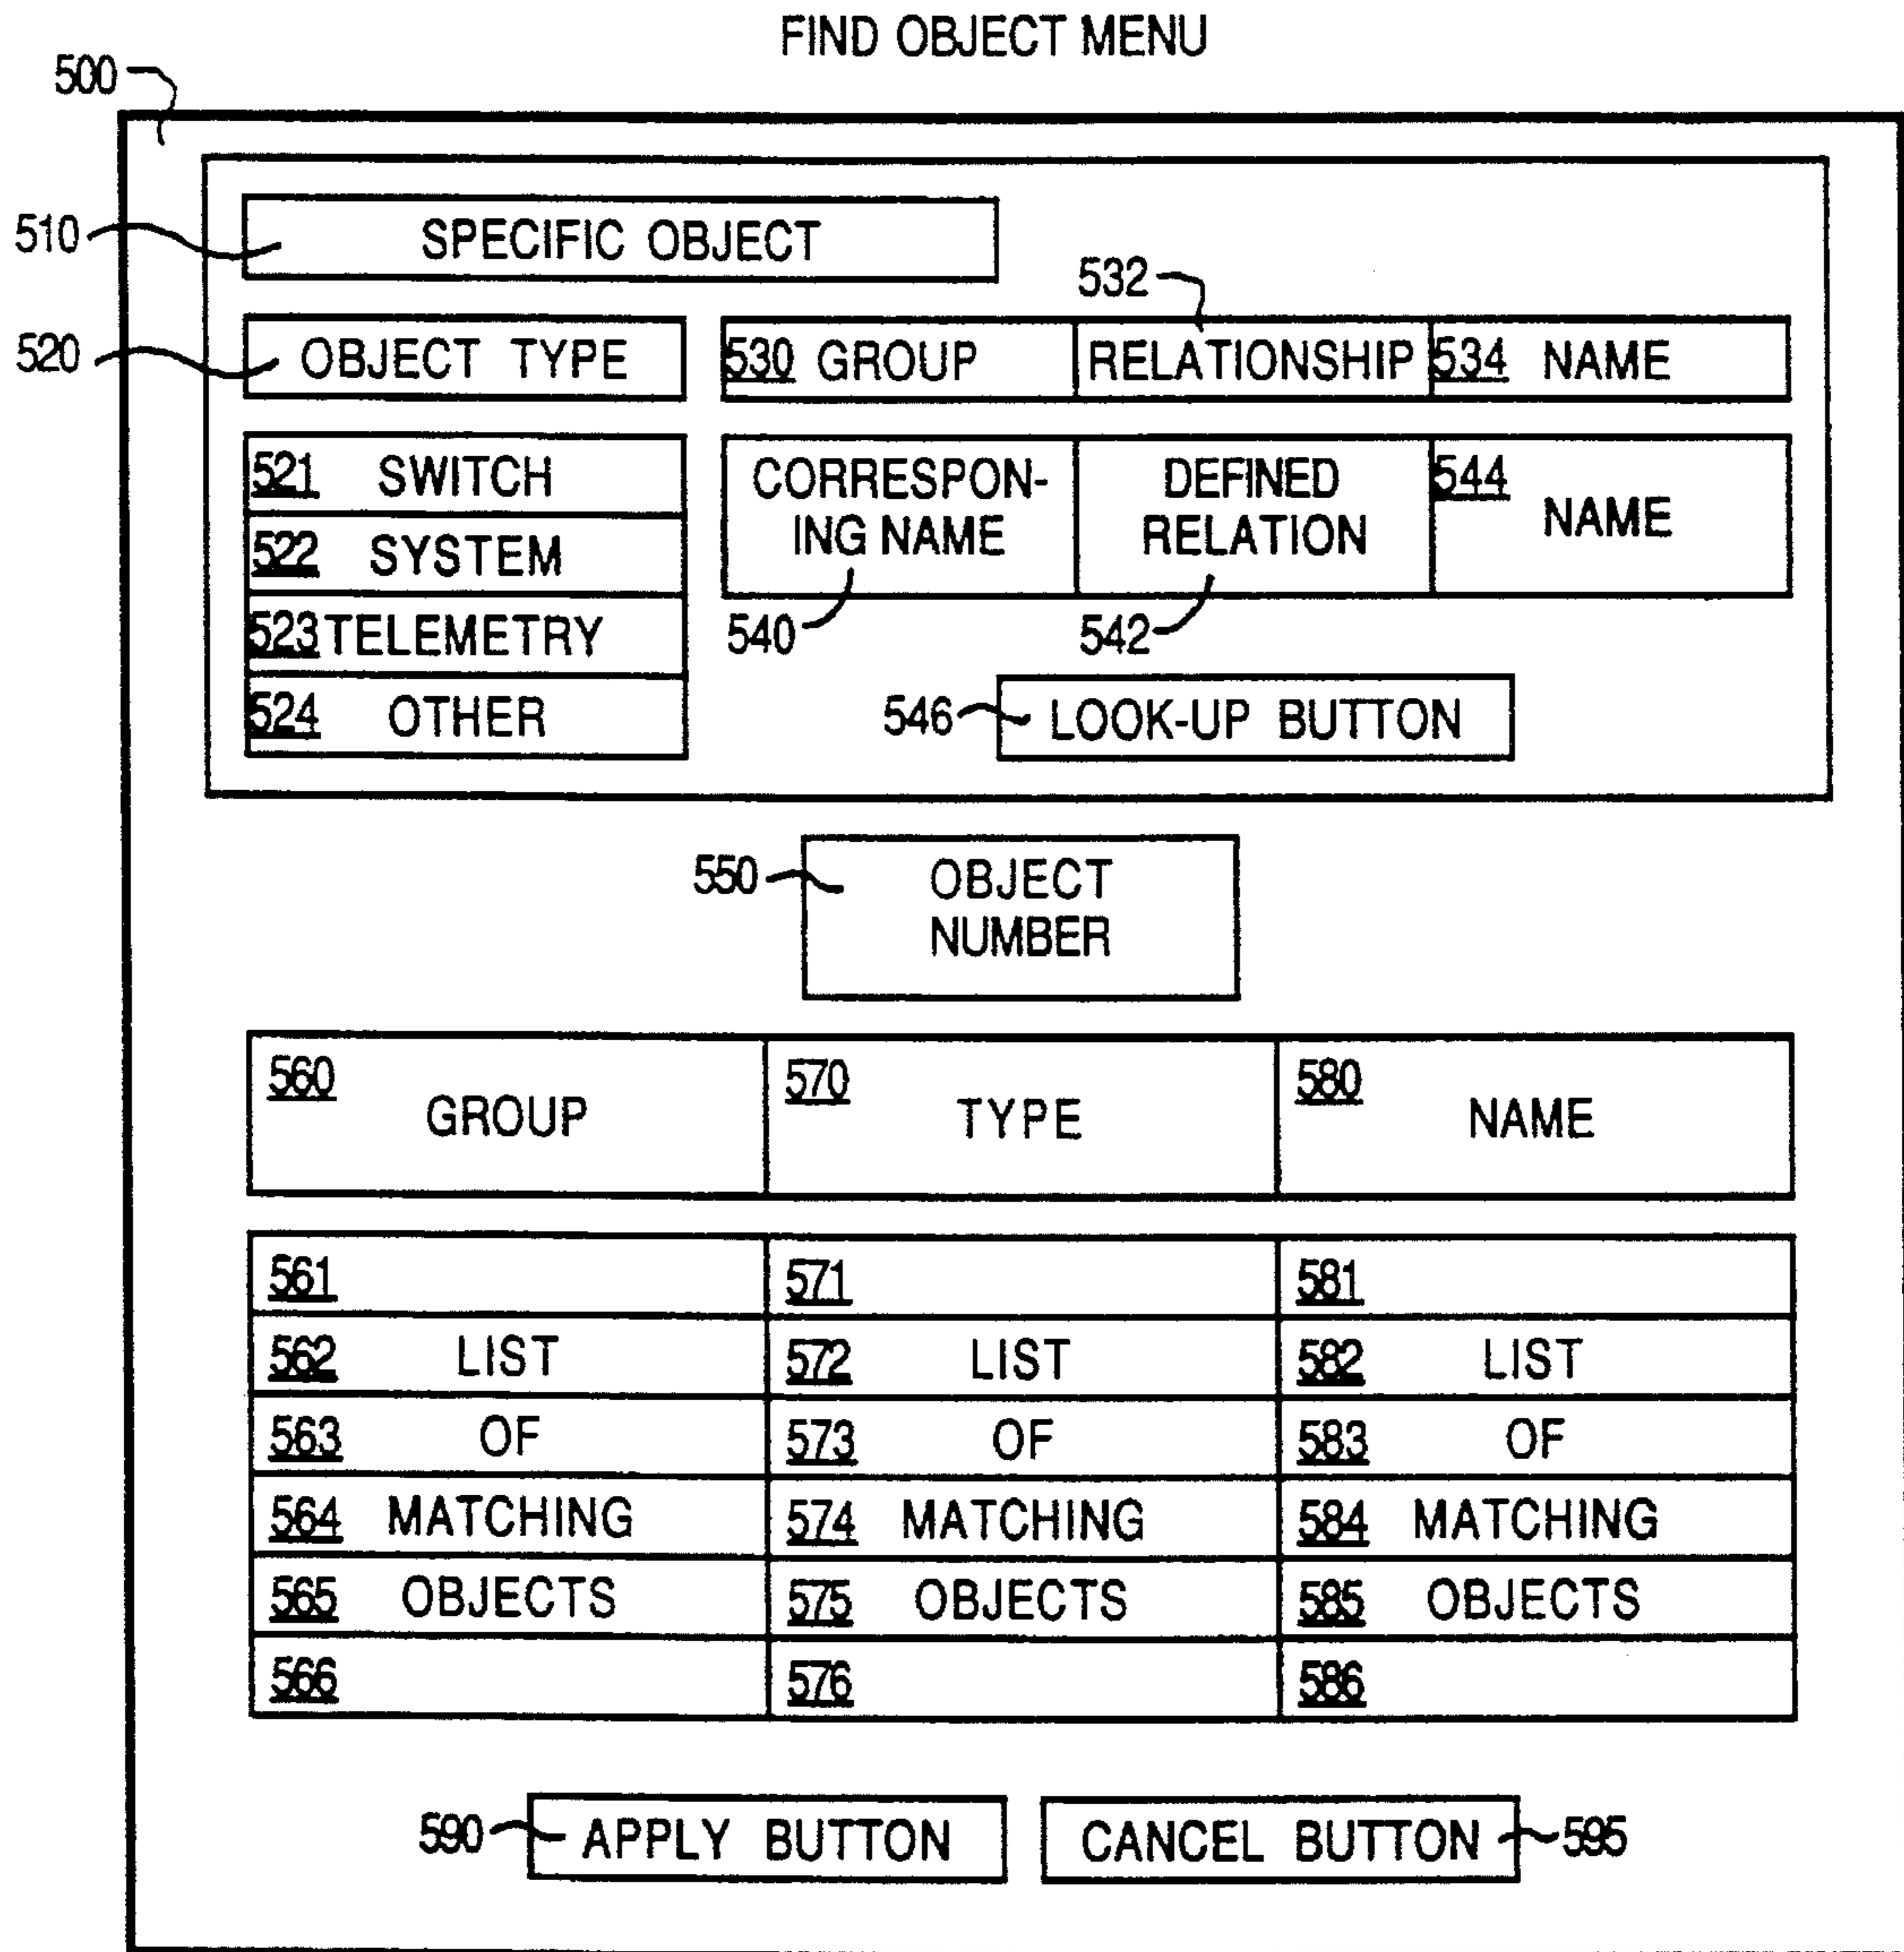 FIND OBJECT MENU
500
510 SPECIFIC OBJECT
532
520 OBJECT TYPE 530 GROUP RELATIONSHIP 534 NAME
521 SWITCH
522 SYSTEM
523 TELEMETRY
524 OTHER
CORRESPON-
ING NAME
540
DEFINED
RELATION
542
544 NAME
546 LOOK-UP BUTTON
550 OBJECT
NUMBER
560 GROUP 570 TYPE 580 NAME
561 571 581
562 LIST 572 LIST 582 LIST
563 OF 573 OF 583 OF
564 MATCHING 574 MATCHING 584 MATCHING
565 OBJECTS 575 OBJECTS 585 OBJECTS
566 576 586
590 APPLY BUTTON CANCEL BUTTON 595